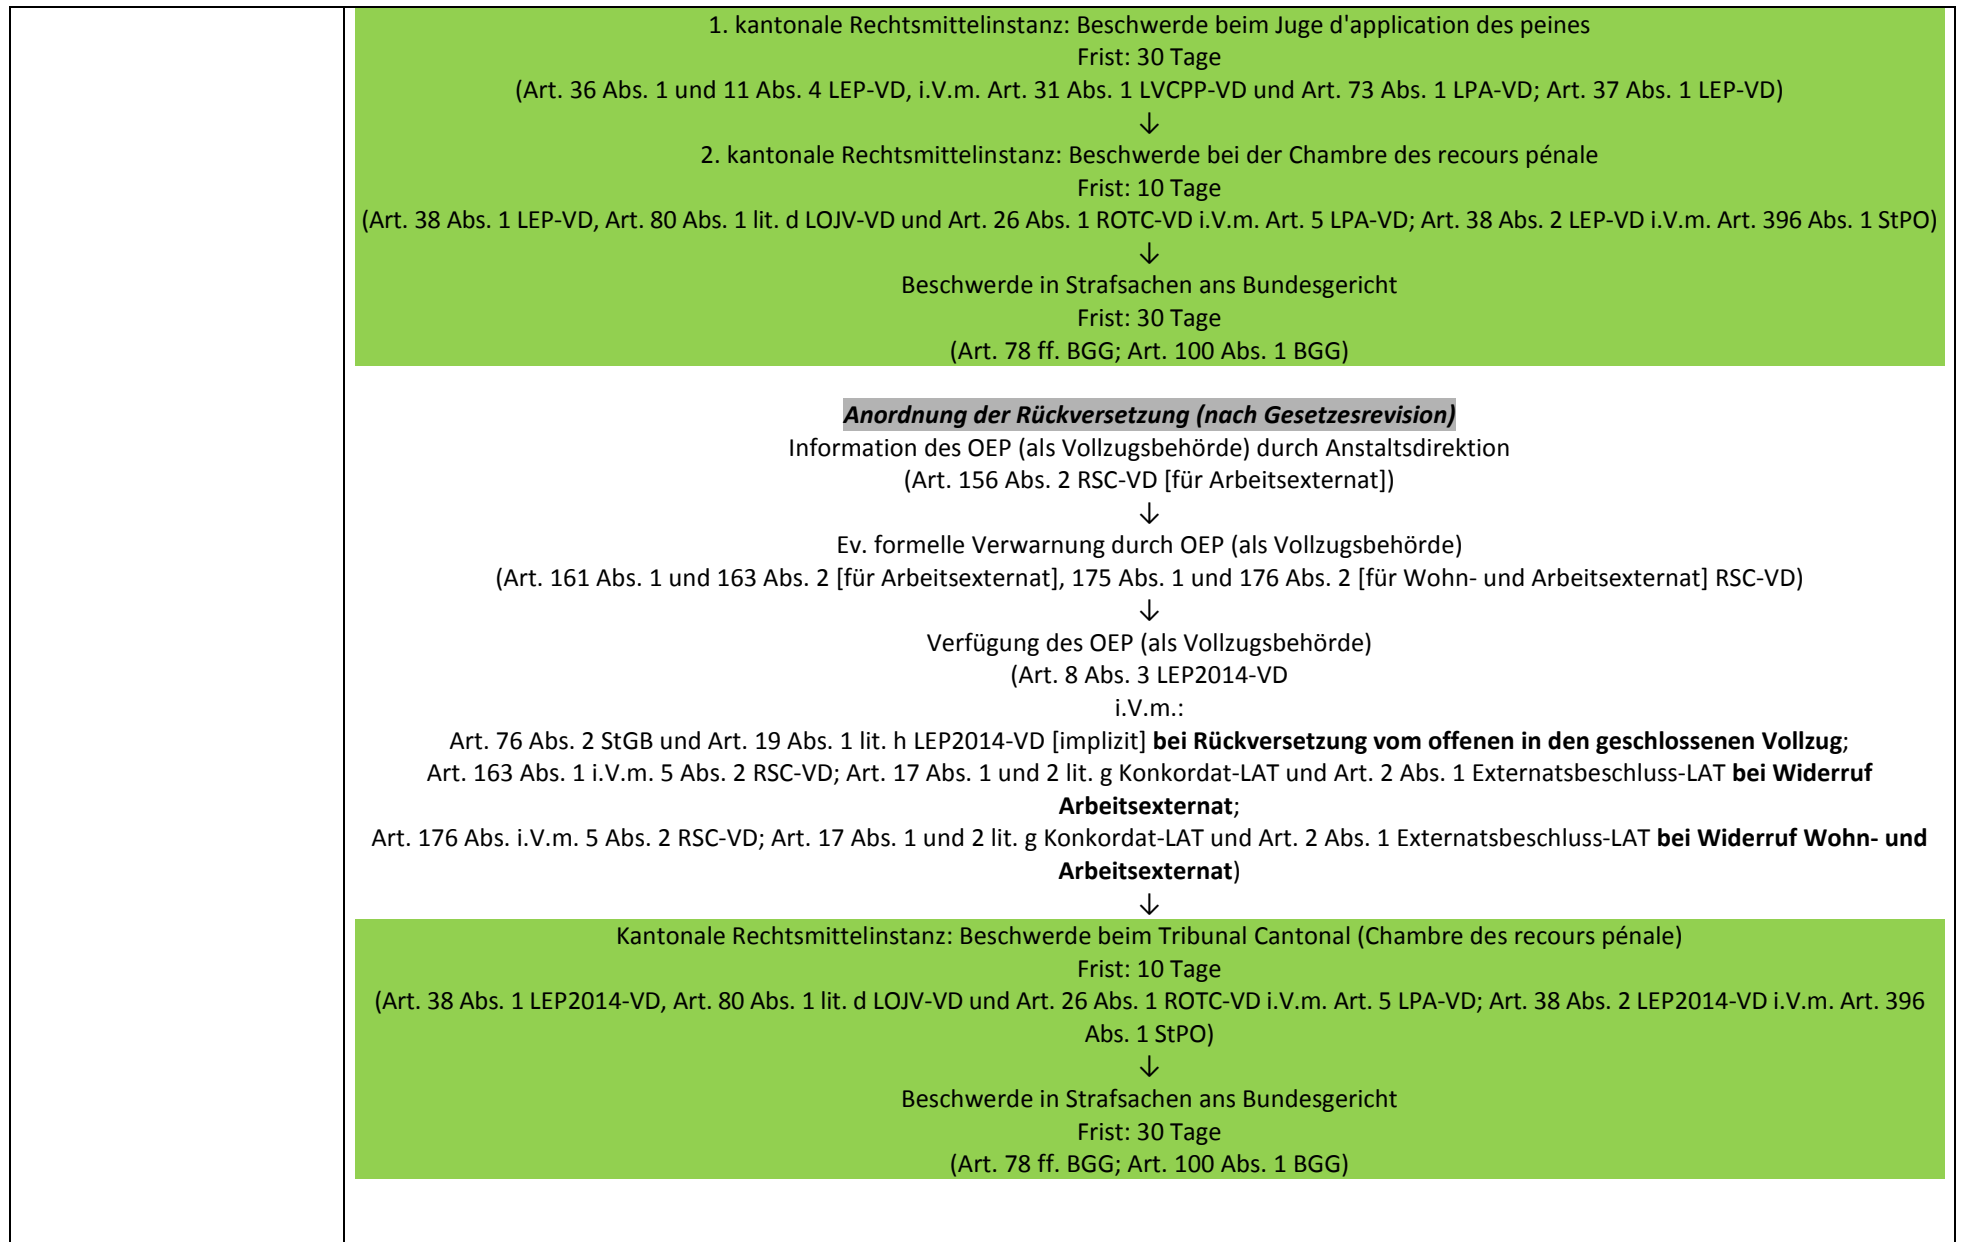 1. kantonale Rechtsmittelinstanz: Beschwerde beim Juge d'application des peines
Frist: 30 Tage
(Art. 36 Abs. 1 und 11 Abs. 4 LEP-VD, i.V.m. Art. 31 Abs. 1 LVCPP-VD und Art. 73 Abs. 1 LPA-VD; Art. 37 Abs. 1 LEP-VD)
↓
2. kantonale Rechtsmittelinstanz: Beschwerde bei der Chambre des recours pénale
Frist: 10 Tage
(Art. 38 Abs. 1 LEP-VD, Art. 80 Abs. 1 lit. d LOJV-VD und Art. 26 Abs. 1 ROTC-VD i.V.m. Art. 5 LPA-VD; Art. 38 Abs. 2 LEP-VD i.V.m. Art. 396 Abs. 1 StPO)
↓
Beschwerde in Strafsachen ans Bundesgericht
Frist: 30 Tage
(Art. 78 ff. BGG; Art. 100 Abs. 1 BGG)
Anordnung der Rückversetzung (nach Gesetzesrevision)
Information des OEP (als Vollzugsbehörde) durch Anstaltsdirektion
(Art. 156 Abs. 2 RSC-VD [für Arbeitsexternat])
↓
Ev. formelle Verwarnung durch OEP (als Vollzugsbehörde)
(Art. 161 Abs. 1 und 163 Abs. 2 [für Arbeitsexternat], 175 Abs. 1 und 176 Abs. 2 [für Wohn- und Arbeitsexternat] RSC-VD)
↓
Verfügung des OEP (als Vollzugsbehörde)
(Art. 8 Abs. 3 LEP2014-VD
i.V.m.:
Art. 76 Abs. 2 StGB und Art. 19 Abs. 1 lit. h LEP2014-VD [implizit] bei Rückversetzung vom offenen in den geschlossenen Vollzug;
Art. 163 Abs. 1 i.V.m. 5 Abs. 2 RSC-VD; Art. 17 Abs. 1 und 2 lit. g Konkordat-LAT und Art. 2 Abs. 1 Externatsbeschluss-LAT bei Widerruf
Arbeitsexternat;
Art. 176 Abs. i.V.m. 5 Abs. 2 RSC-VD; Art. 17 Abs. 1 und 2 lit. g Konkordat-LAT und Art. 2 Abs. 1 Externatsbeschluss-LAT bei Widerruf Wohn- und
Arbeitsexternat)
↓
Kantonale Rechtsmittelinstanz: Beschwerde beim Tribunal Cantonal (Chambre des recours pénale)
Frist: 10 Tage
(Art. 38 Abs. 1 LEP2014-VD, Art. 80 Abs. 1 lit. d LOJV-VD und Art. 26 Abs. 1 ROTC-VD i.V.m. Art. 5 LPA-VD; Art. 38 Abs. 2 LEP2014-VD i.V.m. Art. 396
Abs. 1 StPO)
↓
Beschwerde in Strafsachen ans Bundesgericht
Frist: 30 Tage
(Art. 78 ff. BGG; Art. 100 Abs. 1 BGG)